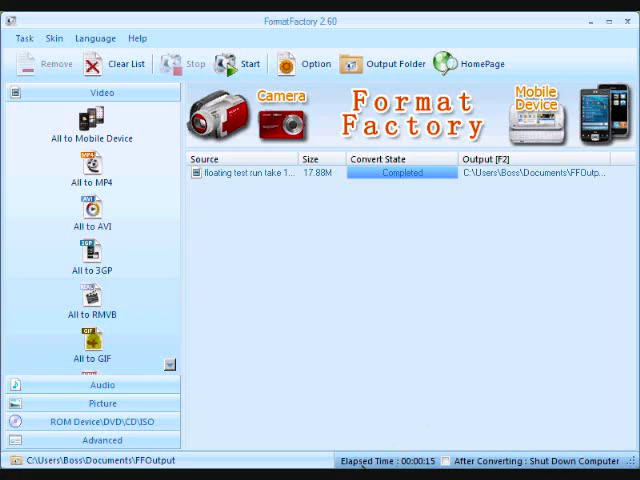 FormatFactory 2.60
Task Skin Language Help
Remove Clear List Stop Start Option Output Folder HomePage
Video
All to Mobile Device
MP4
All to MP4
AVI
All to AVI
3GP
All to 3GP
All to RMVB
GIF
All to GIF
Audio
Picture
ROM Device\DVD\CD\ISO
Advanced
Camera
Format
Factory
Mobile
Device
Source Size Convert State Output [F2]
floating test run take 1... 17.88M Completed C:\Users\Boss\Documents\FFOutp...
C:\Users\Boss\Documents\FFOutput Elapsed Time : 00:00:15 After Converting : Shut Down Computer